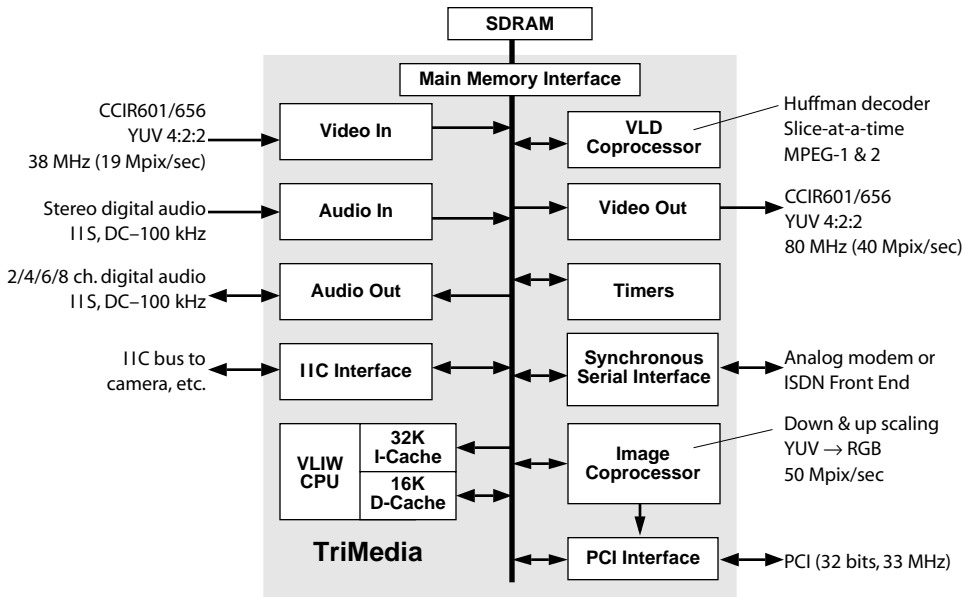 SDRAM
Main Memory Interface
CCIR601/656
YUV 4:2:2
38 MHz (19 Mpix/sec)
Video In
VLD
Coprocessor
Huffman decoder
Slice-at-a-time
MPEG-1 & 2
Stereo digital audio
IIS, DC–100 kHz
Audio In
Video Out
CCIR601/656
YUV 4:2:2
80 MHz (40 Mpix/sec)
2/4/6/8 ch. digital audio
IIS, DC–100 kHz
Audio Out
Timers
IIC bus to
camera, etc.
IIC Interface
Synchronous
Serial Interface
Analog modem or
ISDN Front End
VLIW
CPU
32K
I-Cache
16K
D-Cache
Image
Coprocessor
Down & up scaling
YUV → RGB
50 Mpix/sec
TriMedia
PCI Interface
PCI (32 bits, 33 MHz)